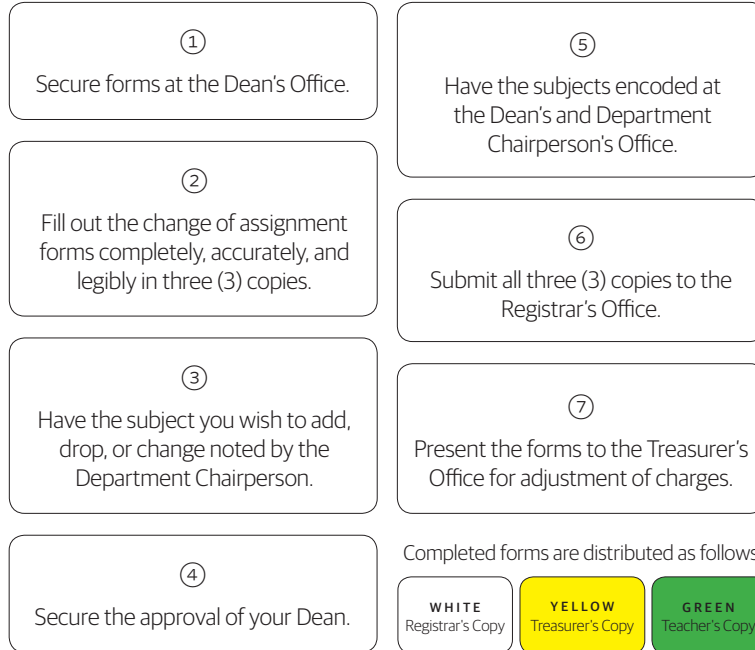 1
Secure forms at the Dean's Office.
2
Fill out the change of assignment
forms completely, accurately, and
legibly in three (3) copies.
3
Have the subject you wish to add,
drop, or change noted by the
Department Chairperson.
4
Secure the approval of your Dean.
5
Have the subjects encoded at
the Dean's and Department
Chairperson's Office.
6
Submit all three (3) copies to the
Registrar's Office.
7
Present the forms to the Treasurer's
Office for adjustment of charges.
Completed forms are distributed as follows
WHITE
Registrar's Copy
YELLOW
Treasurer's Copy
GREEN
Teacher's Copy